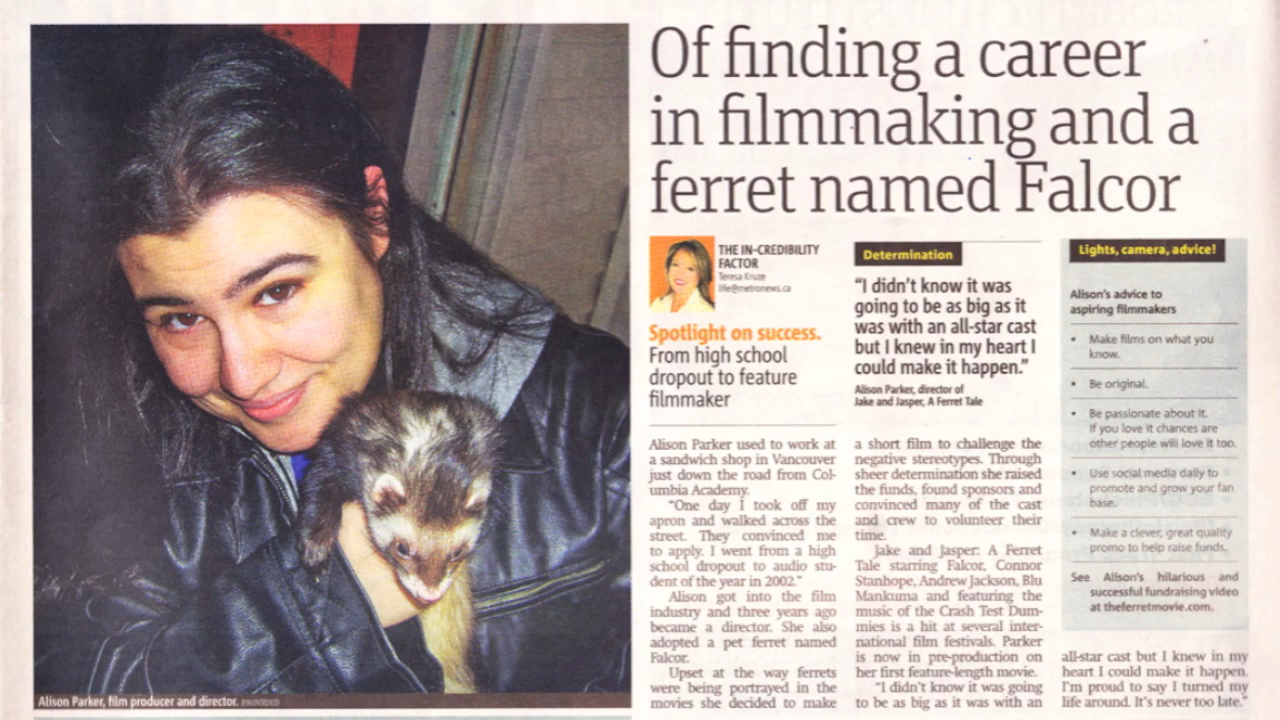 Of finding a career
in filmmaking and a
ferret named Falcor
THE IN-CREDIBILITY
FACTOR
Teresa Kruze
life@metronews.ca
Spotlight on success.
From high school
dropout to feature
filmmaker
Alison Parker used to work at
a sandwich shop in Vancouver
just down the road from Col-
umbia Academy.
“One day I took off my
apron and walked across the
street. They convinced me
to apply. I went from a high
school dropout to audio stu-
dent of the year in 2002.”
Alison got into the film
industry and three years ago
became a director. She also
adopted a pet ferret named
Falcor.
Upset at the way ferrets
were being portrayed in the
movies she decided to make
Determination
“I didn’t know it was
going to be as big as it
was with an all-star cast
but I knew in my heart I
could make it happen.”
Alison Parker, director of
Jake and Jasper, A Ferret Tale
a short film to challenge the
negative stereotypes. Through
sheer determination she raised
the funds, found sponsors and
convinced many of the cast
and crew to volunteer their
time.
Jake and Jasper: A Ferret
Tale starring Falcor, Connor
Stanhope, Andrew Jackson, Blu
Mankuma and featuring the
music of the Crash Test Dum-
mies is a hit at several inter-
national film festivals. Parker
is now in pre-production on
her first feature-length movie.
“I didn’t know it was going
to be as big as it was with an
Lights, camera, advice!
Alison’s advice to
aspiring filmmakers
• Make films on what you
know.
• Be original.
• Be passionate about it.
If you love it chances are
other people will love it too.
• Use social media daily to
promote and grow your fan
base.
• Make a clever, great quality
promo to help raise funds.
See Alison’s hilarious and
successful fundraising video
at theferretmovie.com.
all-star cast but I knew in my
heart I could make it happen.
I’m proud to say I turned my
life around. It’s never too late.”
Alison Parker, film producer and director. PROVIDED